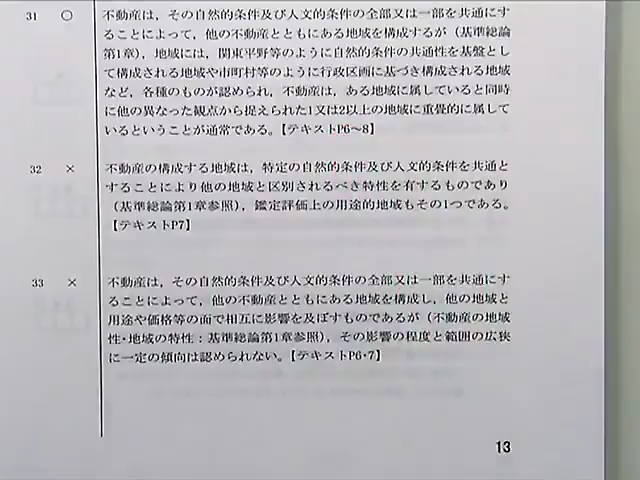 31 ○ 不動産は，その自然的条件及び人文的条件の全部又は一部を共通にす
ることによって，他の不動産とともにある地域を構成するが（基準総論
第1章），地域には，関東平野等のように自然的条件の共通性を基盤とし
て構成される地域や市町村等のように行政区画に基づき構成される地域
など，各種のものが認められ，不動産は，ある地域に属していると同時
に他の異なった観点から捉えられた1又は2以上の地域に重畳的に属して
いるということが通常である。【テキストP6～8】
32 × 不動産の構成する地域は，特定の自然的条件及び人文的条件を共通と
することにより他の地域と区別されるべき特性を有するものであり
（基準総論第1章参照），鑑定評価上の用途的地域もその1つである。
【テキストP7】
33 × 不動産は，その自然的条件及び人文的条件の全部又は一部を共通にす
ることによって，他の不動産とともにある地域を構成し，他の地域と
用途や価格等の面で相互に影響を及ぼすものであるが（不動産の地域
性・地域の特性：基準総論第1章参照），その影響の程度と範囲の広狭
に一定の傾向は認められない。【テキストP6・7】
13